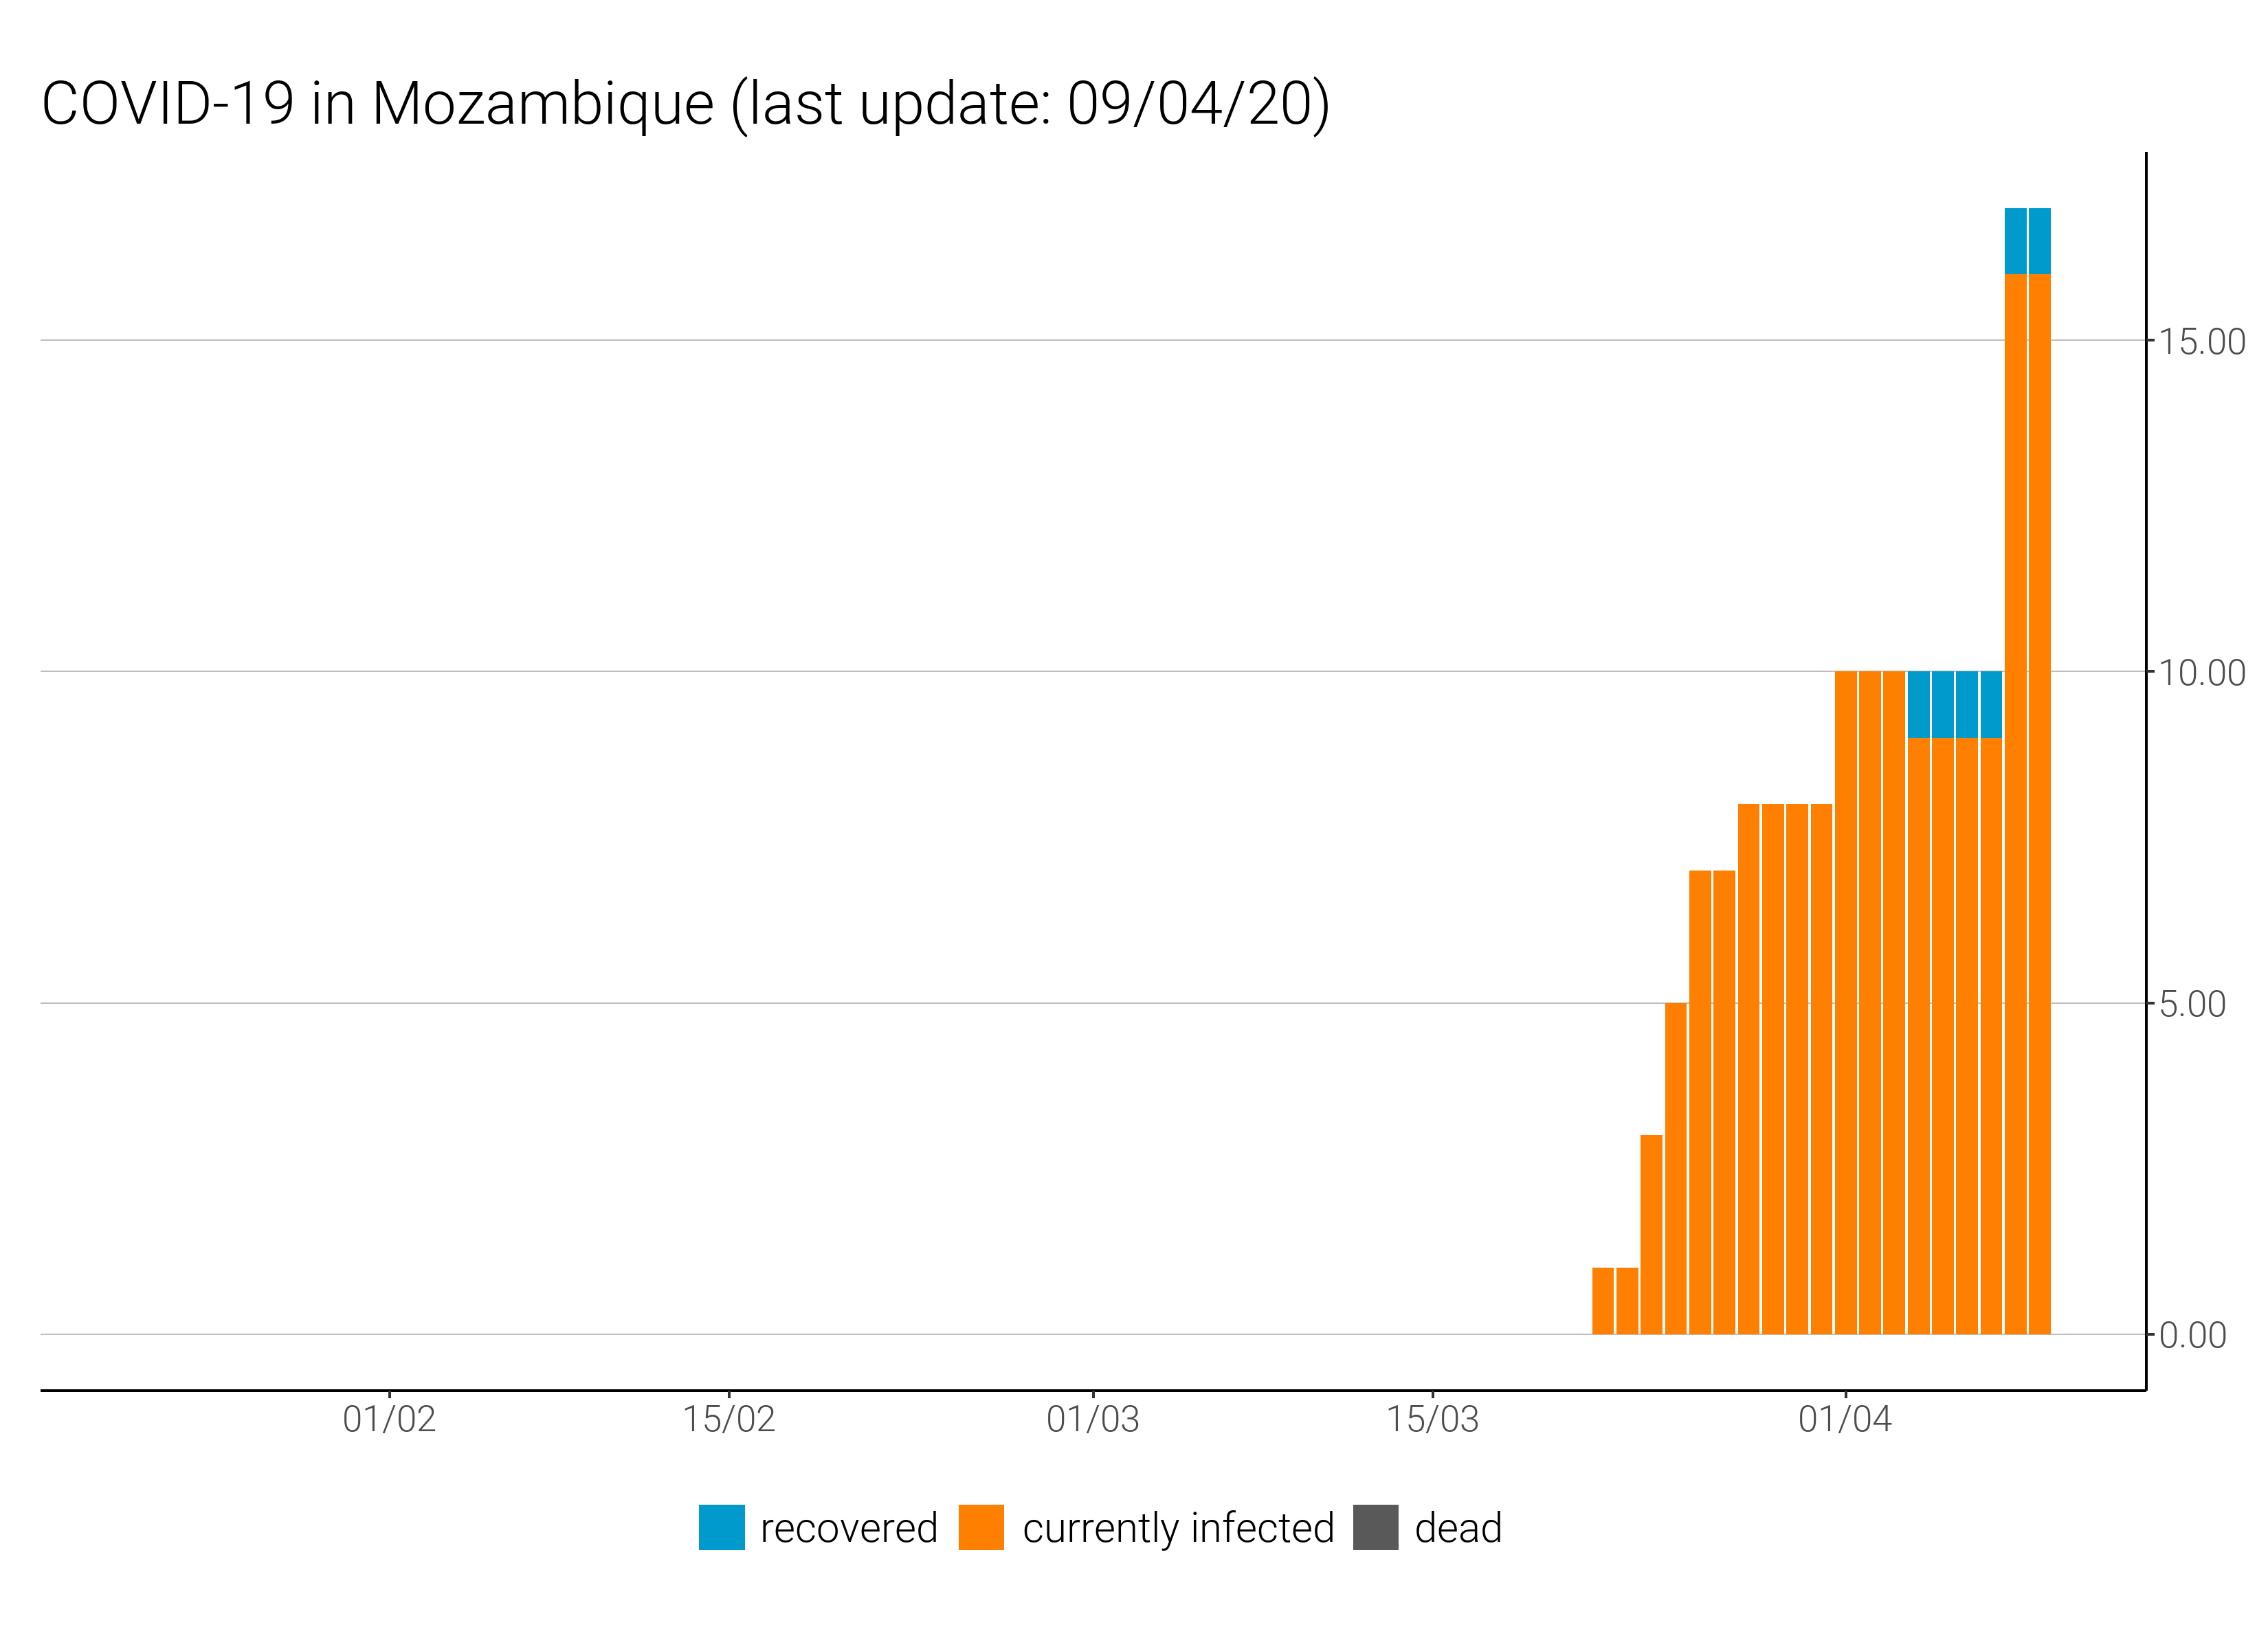 COVID-19 in Mozambique (last update: 09/04/20)
15.00
10.00
5.00
0.00
01/02 15/02 01/03 15/03 01/04
recovered currently infected dead